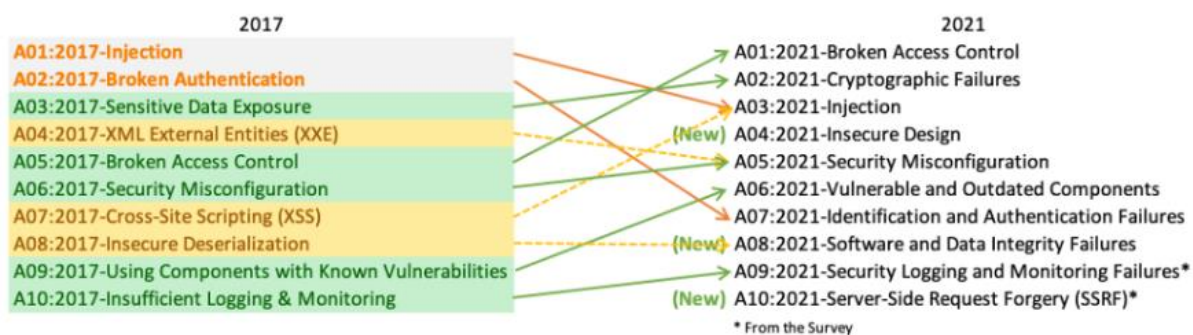 2017
A01:2017-Injection
A02:2017-Broken Authentication
A03:2017-Sensitive Data Exposure
A04:2017-XML External Entities (XXE)
A05:2017-Broken Access Control
A06:2017-Security Misconfiguration
A07:2017-Cross-Site Scripting (XSS)
A08:2017-Insecure Deserialization
A09:2017-Using Components with Known Vulnerabilities
A10:2017-Insufficient Logging & Monitoring
2021
A01:2021-Broken Access Control
A02:2021-Cryptographic Failures
A03:2021-Injection
(New) A04:2021-Insecure Design
A05:2021-Security Misconfiguration
A06:2021-Vulnerable and Outdated Components
A07:2021-Identification and Authentication Failures
(New) A08:2021-Software and Data Integrity Failures
A09:2021-Security Logging and Monitoring Failures*
(New) A10:2021-Server-Side Request Forgery (SSRF)*
* From the Survey